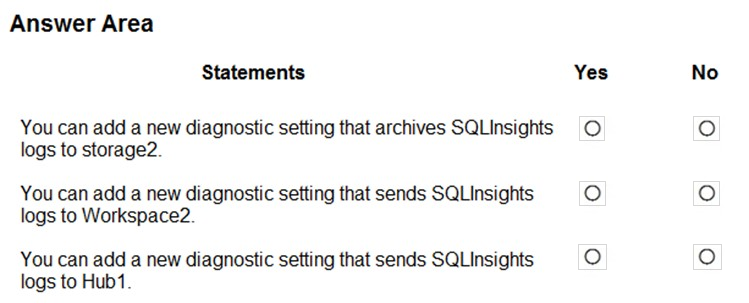 Answer Area
Statements Yes No
You can add a new diagnostic setting that archives SQLInsights
logs to storage2.
You can add a new diagnostic setting that sends SQLInsights
logs to Workspace2.
You can add a new diagnostic setting that sends SQLInsights
logs to Hub1.